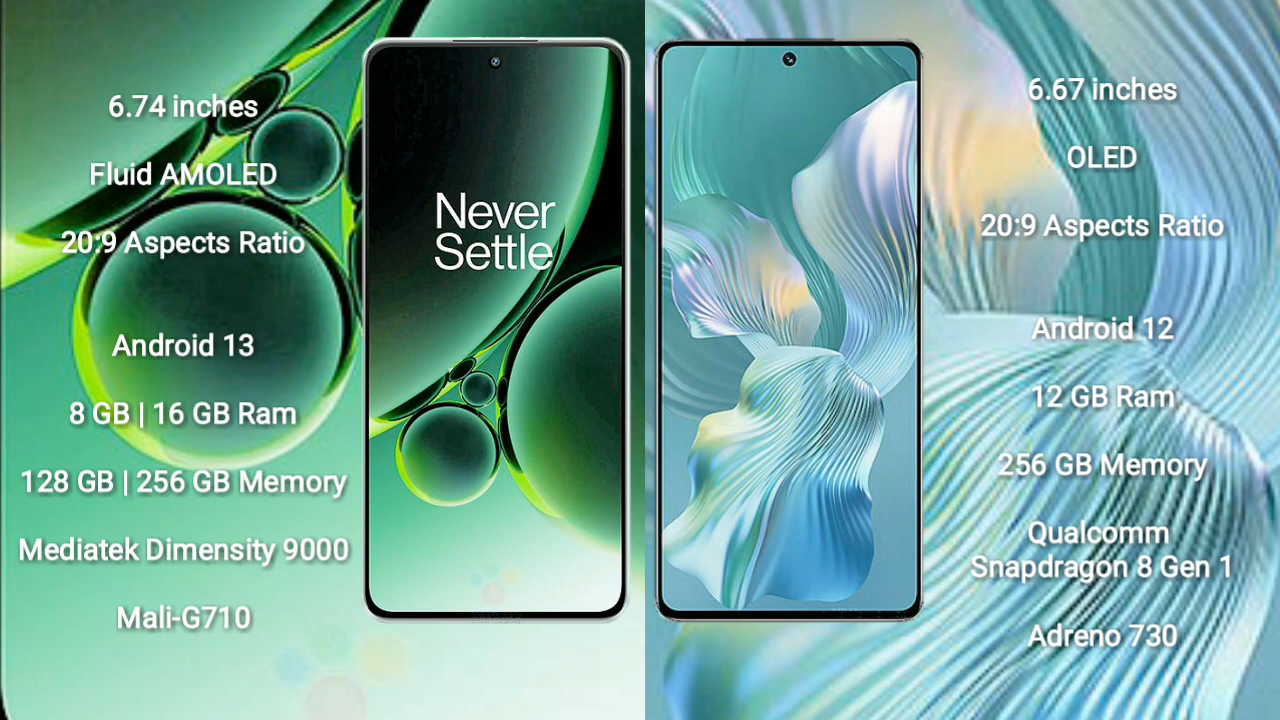 6.74 inches
Fluid AMOLED
20:9 Aspects Ratio
Android 13
8 GB | 16 GB Ram
128 GB | 256 GB Memory
Mediatek Dimensity 9000
Mali-G710
Never
Settle
6.67 inches
OLED
20:9 Aspects Ratio
Android 12
12 GB Ram
256 GB Memory
Qualcomm
Snapdragon 8 Gen 1
Adreno 730